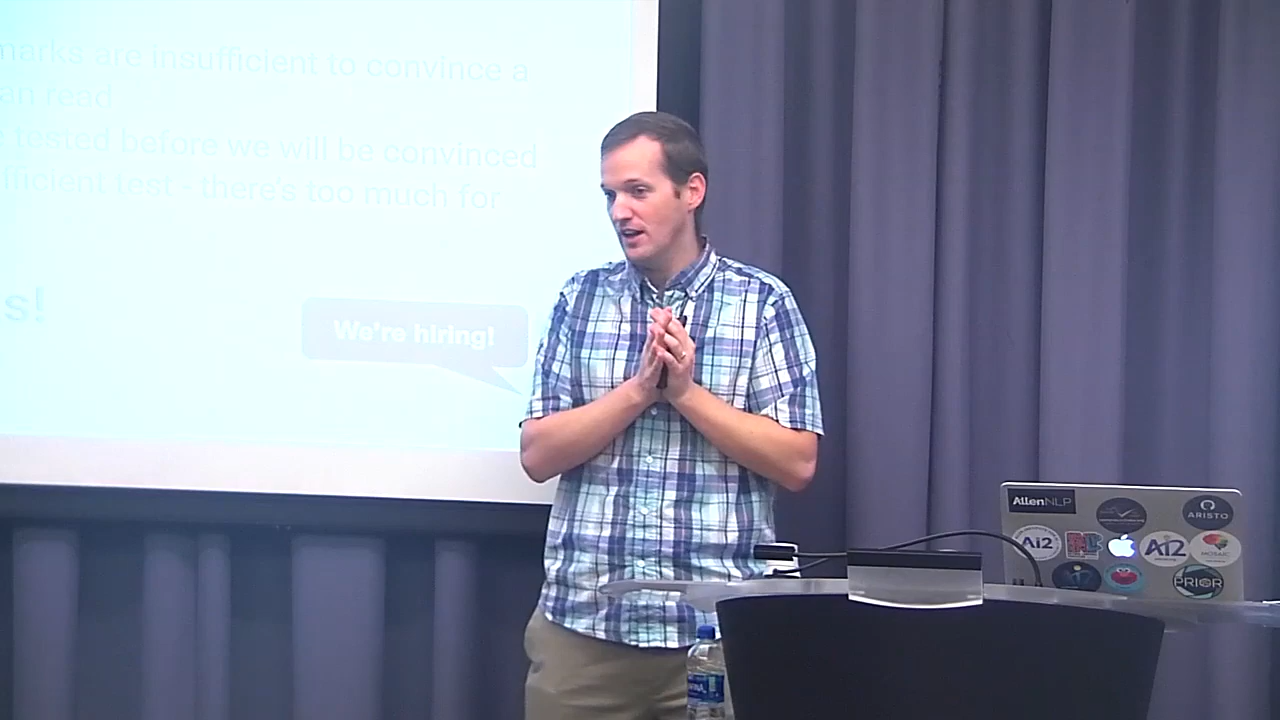 marks are insufficient to convince a
an read
tested before we will be convinced
fficient test - there's too much for
s!
We're hiring!
AllenNLP
ARISTO
AI2
AI2
MOSAIC
PRIOR